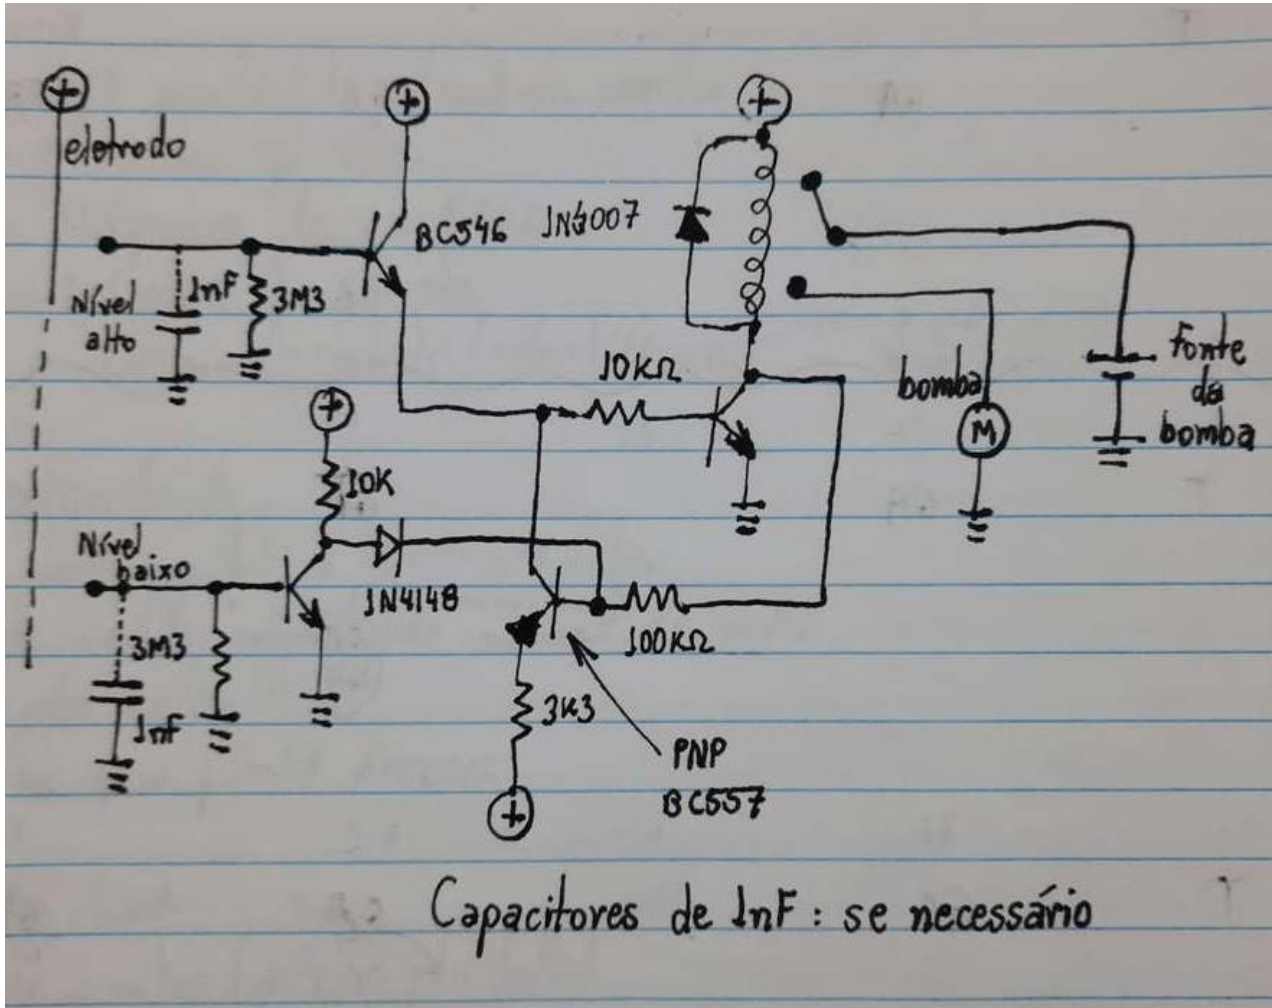 +
+
+
eletrodo
BC546
1N4007
Nível
alto
1nF
3M3
10KΩ
bomba
M
Fonte
da
bomba
+
10K
Nível
baixo
1N4148
3M3
1nF
100KΩ
3K3
+
PNP
BC557
Capacitores de 1nF: se necessário